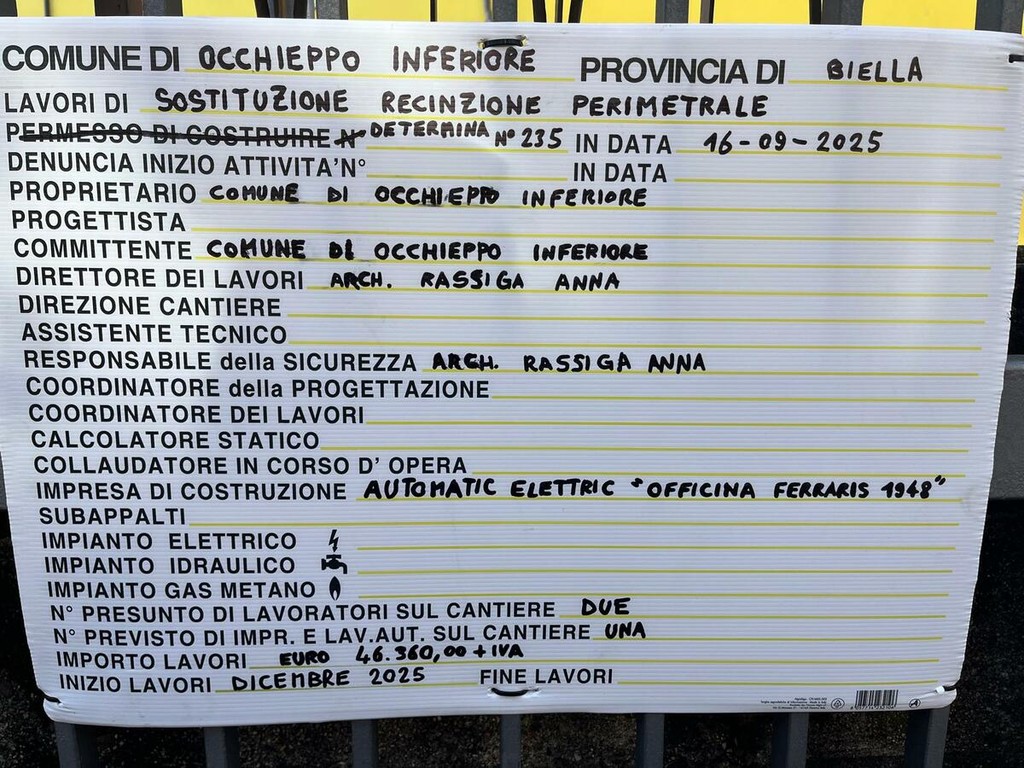 COMUNE DI OCCHIEPPO INFERIORE PROVINCIA DI BIELLA
LAVORI DI SOSTITUZIONE RECINZIONE PERIMETRALE
PERMESSO DI COSTRUIRE N° DETERMINA N° 235 IN DATA 16-09-2025
DENUNCIA INIZIO ATTIVITA'N° IN DATA
PROPRIETARIO COMUNE DI OCCHIEPPO INFERIORE
PROGETTISTA
COMMITTENTE COMUNE DI OCCHIEPPO INFERIORE
DIRETTORE DEI LAVORI ARCH. RASSIGA ANNA
DIREZIONE CANTIERE
ASSISTENTE TECNICO
RESPONSABILE della SICUREZZA ARCH. RASSIGA ANNA
COORDINATORE della PROGETTAZIONE
COORDINATORE DEI LAVORI
CALCOLATORE STATICO
COLLAUDATORE IN CORSO D' OPERA
IMPRESA DI COSTRUZIONE AUTOMATIC ELETTRIC "OFFICINA FERRARIS 1948"
SUBAPPALTI
IMPIANTO ELETTRICO
IMPIANTO IDRAULICO
IMPIANTO GAS METANO
N° PRESUNTO DI LAVORATORI SUL CANTIERE DUE
N° PREVISTO DI IMPR. E LAV.AUT. SUL CANTIERE UNA
IMPORTO LAVORI EURO 46.360,00 + IVA
INIZIO LAVORI DICEMBRE 2025 FINE LAVORI